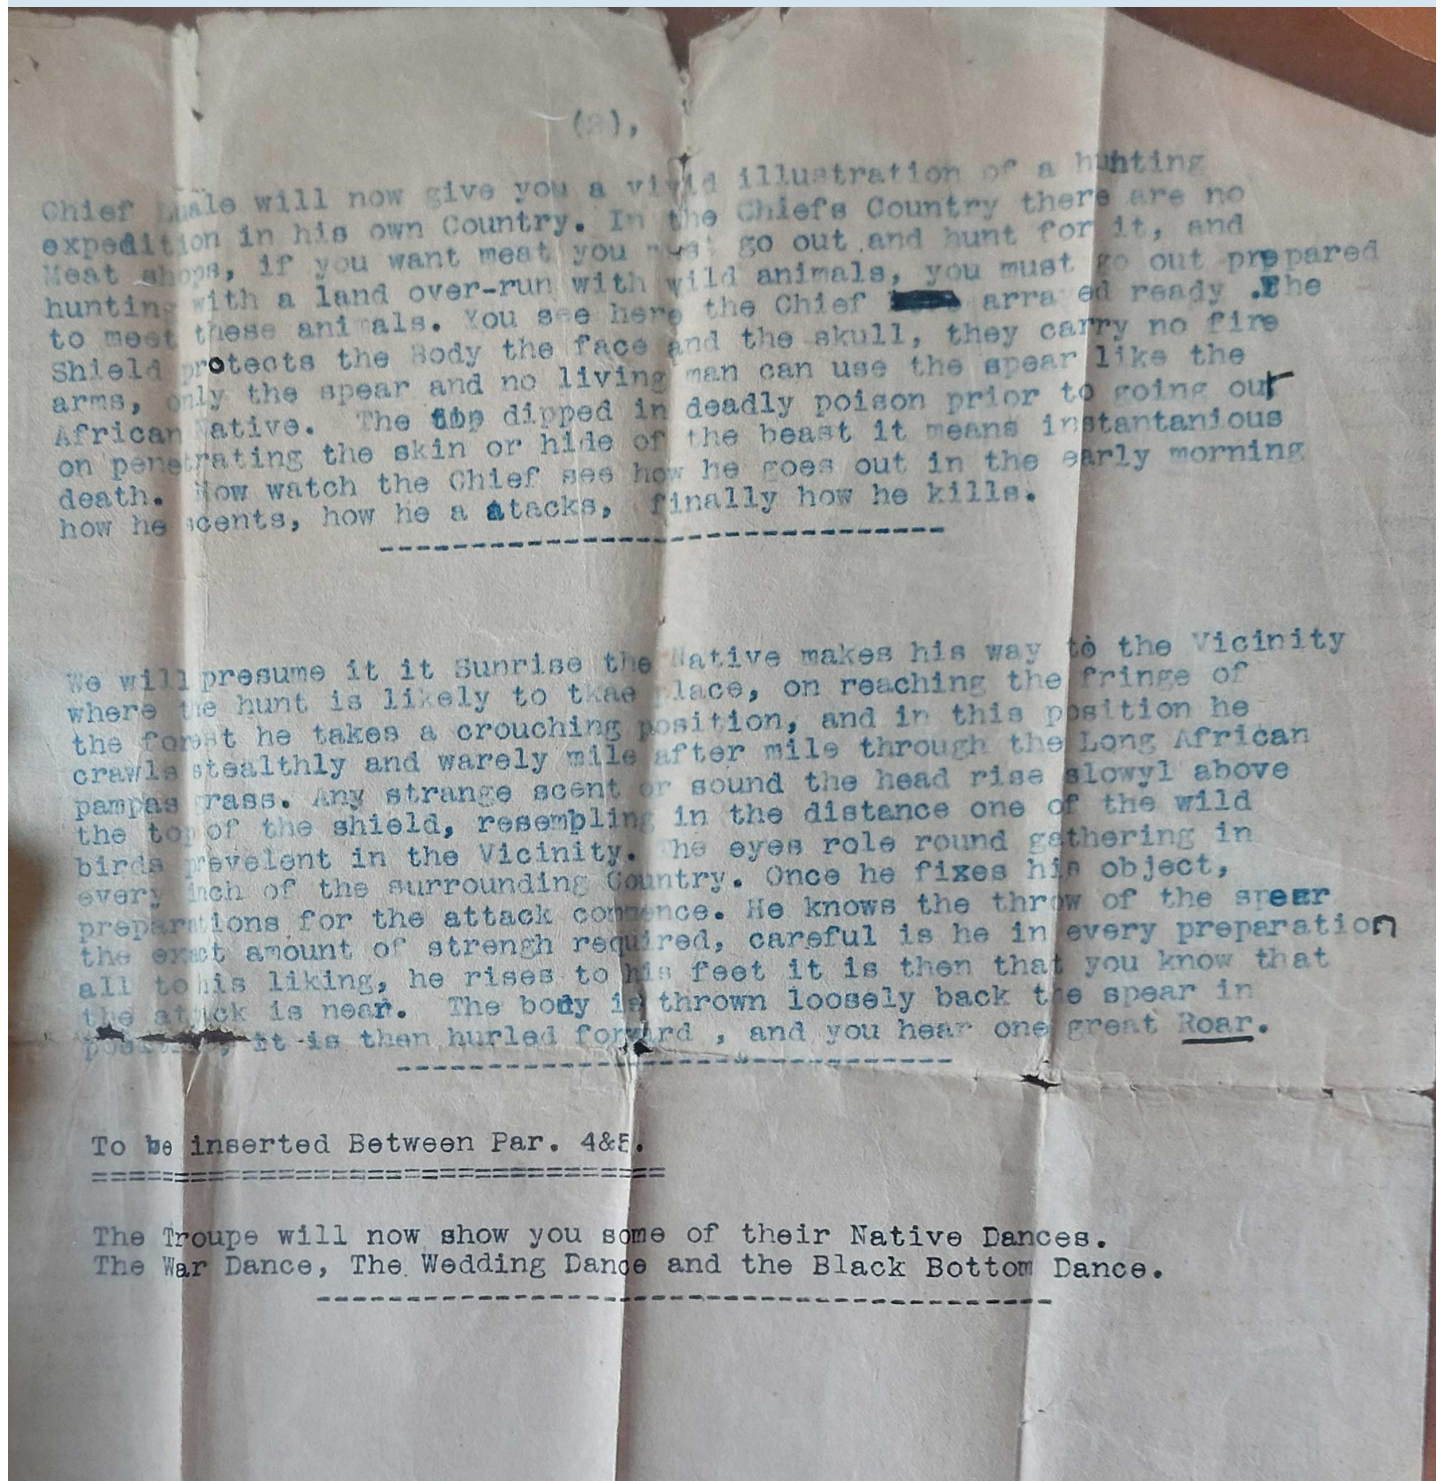 (2),
Chief will now give you a vivid illustration of a huhting
expedition in his own Country. In the Chiefs Country there are no
Meat shops, if you want meat you must go out and hunt for it, and
hunting with a land over-run with wild animals, you must go out prepared
to meet these animals. You see here the Chief arrayed ready .The
Shield protects the Body the face and the skull, they carry no fire
arms, only the spear and no living man can use the spear like the
African Native. The dipped in deadly poison prior to going out
on penetrating the skin or hide of the beast it means instantanious
death. Now watch the Chief see how he goes out in the early morning
how he scents, how he a atacks, finally how he kills.
------------------------------
We will presume it it Sunrise the Native makes his way to the Vicinity
where the hunt is likely to tkae place, on reaching the fringe of
the forest he takes a crouching position, and in this position he
crawls stealthly and warely mile after mile through the Long African
pampas grass. Any strange scent or sound the head rise slowyl above
the top of the shield, resembling in the distance one of the wild
birds prevelent in the Vicinity. The eyes role round gathering in
every inch of the surrounding Country. Once he fixes his object,
preparations for the attack commence. He knows the throw of the spear
the exact amount of strengh required, careful is he in every preparation
all to his liking, he rises to his feet it is then that you know that
the attack is near. The body is thrown loosely back the spear in
position, it is then hurled forward , and you hear one great Roar.
------------------------------
To be inserted Between Par. 4&5.
===================================
The Troupe will now show you some of their Native Dances.
The War Dance, The Wedding Dance and the Black Bottom Dance.
---------------------------------------